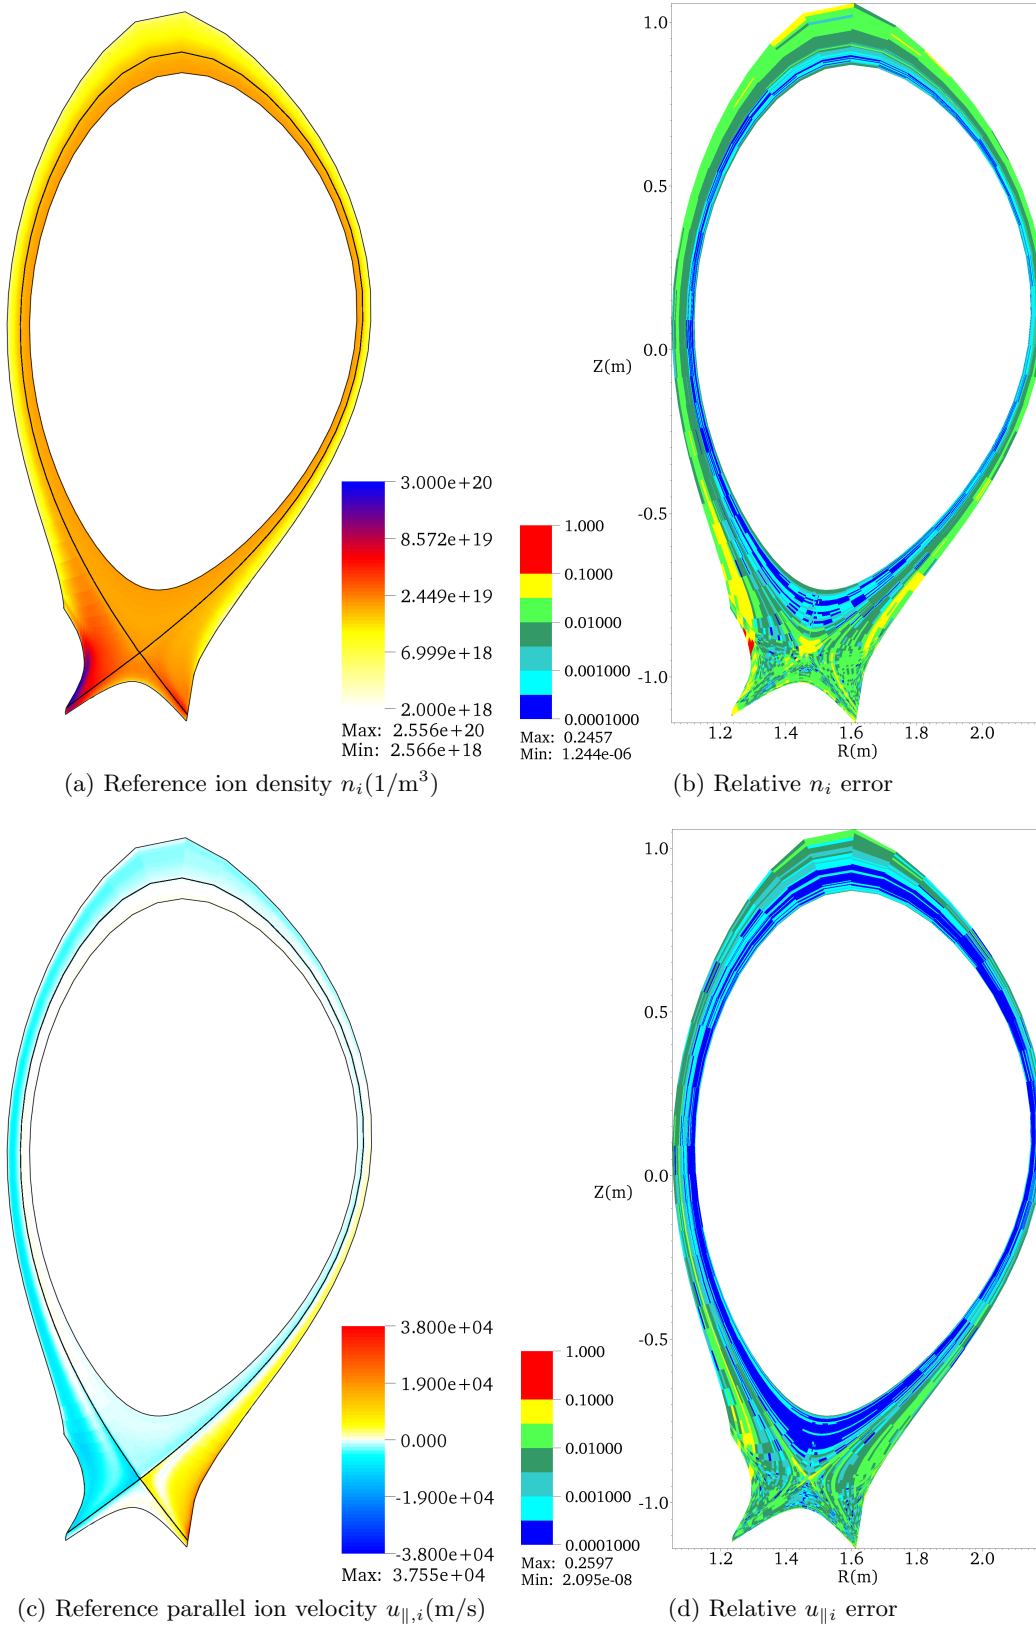 3.000e+20
8.572e+19
2.449e+19
6.999e+18
2.000e+18
Max: 2.556e+20
Min: 2.566e+18
(a) Reference ion density nᵢ(1/m³)
1.0
0.5
0.0
Z(m)
-0.5
-1.0
1.000
0.1000
0.01000
0.001000
0.0001000
Max: 0.2457
Min: 1.244e-06
1.2 1.4 1.6 1.8 2.0
R(m)
(b) Relative nᵢ error
3.800e+04
1.900e+04
0.000
-1.900e+04
-3.800e+04
Max: 3.755e+04
(c) Reference parallel ion velocity u∥,ᵢ(m/s)
1.0
0.5
0.0
Z(m)
-0.5
-1.0
1.000
0.1000
0.01000
0.001000
0.0001000
Max: 0.2597
Min: 2.095e-08
1.2 1.4 1.6 1.8 2.0
R(m)
(d) Relative u∥ᵢ error